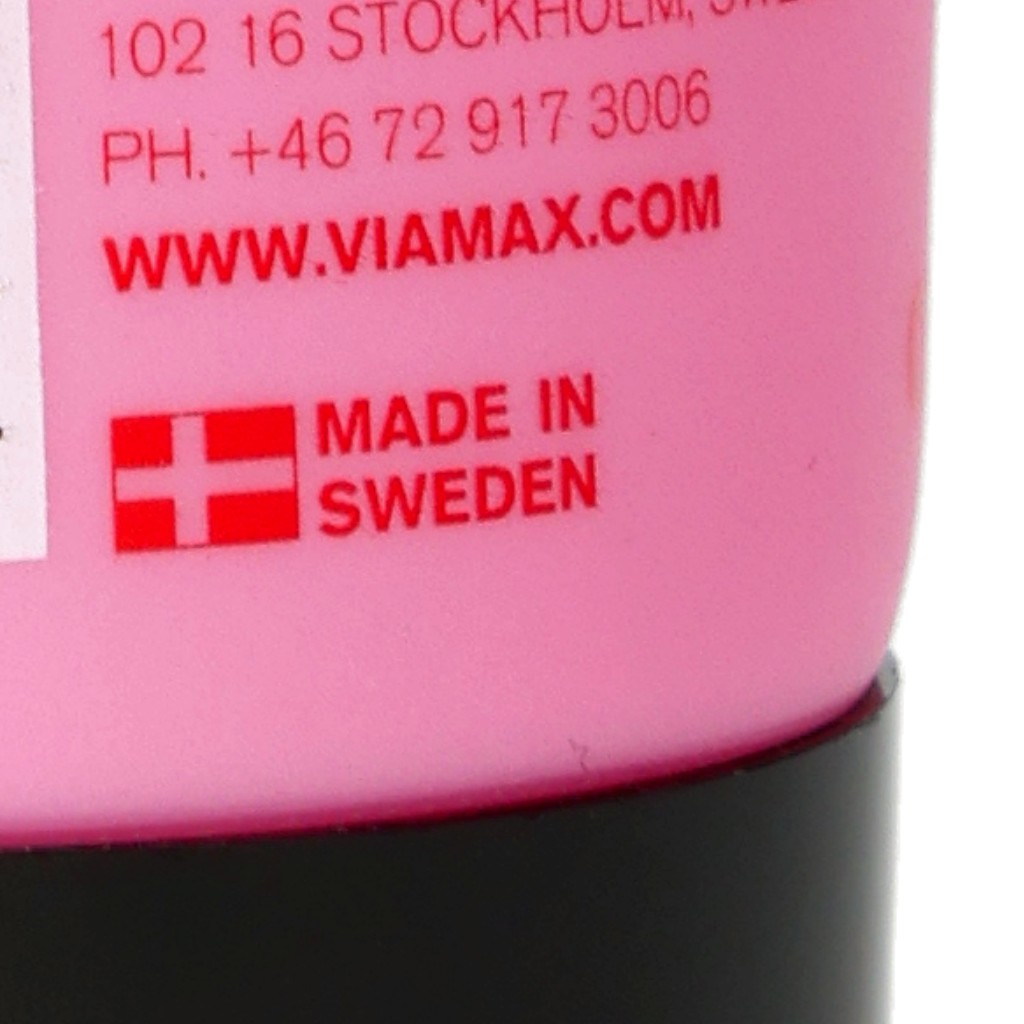 102 16 STOCKHOLM,
PH. +46 72 917 3006
WWW.VIAMAX.COM
MADE IN
SWEDEN